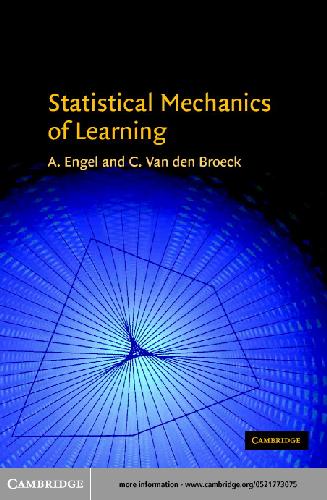 Statistical Mechanics
of Learning
A. Engel and C. Van den Broeck
CAMBRIDGE
CAMBRIDGE
more information - www.cambridge.org/0521773075